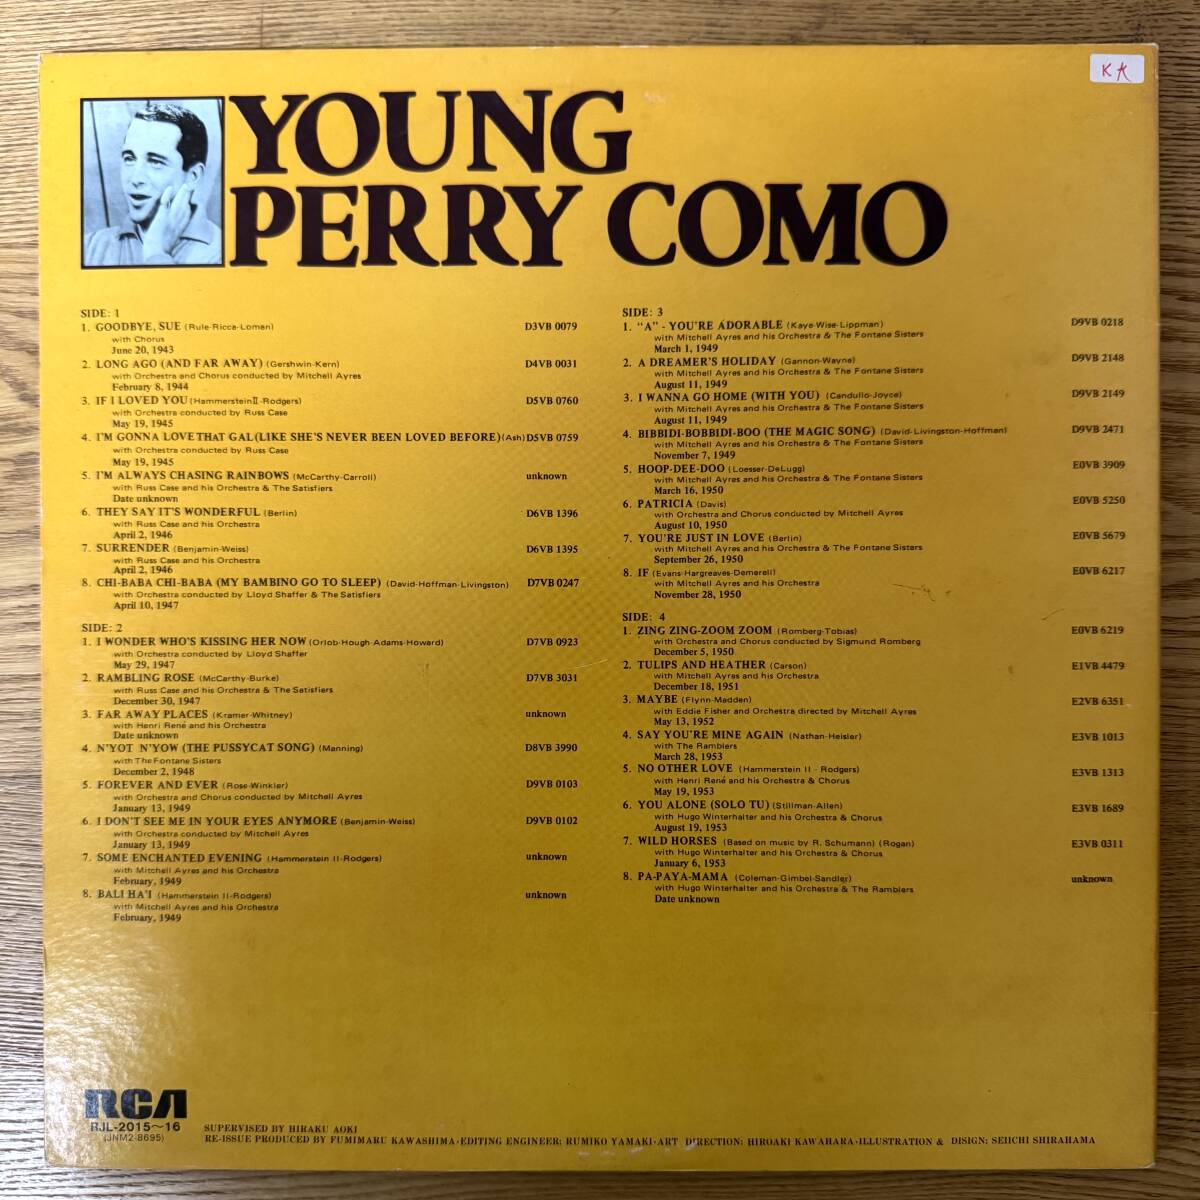 K大
YOUNG
PERRY COMO
SIDE: 1
1. GOODBYE, SUE (Rule-Ricca-Loman) D3VB 0079
with Chorus
June 20, 1943
2. LONG AGO (AND FAR AWAY) (Gershwin-Kern) D4VB 0031
with Orchestra and Chorus conducted by Mitchell Ayres
February 8, 1944
3. IF I LOVED YOU (Hammerstein II-Rodgers) D5VB 0760
with Orchestra conducted by Russ Case
May 19, 1945
4. I'M GONNA LOVE THAT GAL (LIKE SHE'S NEVER BEEN LOVED BEFORE) (Ash) D5VB 0759
with Orchestra conducted by Russ Case
May 19, 1945
5. I'M ALWAYS CHASING RAINBOWS (McCarthy-Carroll) unknown
with Russ Case and his Orchestra & The Satisfiers
Date unknown
6. THEY SAY IT'S WONDERFUL (Berlin) D6VB 1396
with Russ Case and his Orchestra
April 2, 1946
7. SURRENDER (Benjamin-Weiss) D6VB 1395
with Russ Case and his Orchestra
April 2, 1946
8. CHI-BABA CHI-BABA (MY BAMBINO GO TO SLEEP) (David-Hoffman-Livingston) D7VB 0247
with Orchestra conducted by Lloyd Shaffer & The Satisfiers
April 10, 1947
SIDE: 2
1. I WONDER WHO'S KISSING HER NOW (Orlob-Hough-Adams-Howard) D7VB 0923
with Orchestra conducted by Lloyd Shaffer
May 29, 1947
2. RAMBLING ROSE (McCarthy-Burke) D7VB 3031
with Russ Case and his Orchestra & The Satisfiers
December 30, 1947
3. FAR AWAY PLACES (Kramer-Whitney) unknown
with Henri René and his Orchestra
Date unknown
4. N'YOT N'YOW (THE PUSSYCAT SONG) (Manning) D8VB 3990
with The Fontane Sisters
December 2, 1948
5. FOREVER AND EVER (Rose-Winkler) D9VB 0103
with Orchestra and Chorus conducted by Mitchell Ayres
January 13, 1949
6. I DON'T SEE ME IN YOUR EYES ANYMORE (Benjamin-Weiss) D9VB 0102
with Orchestra conducted by Mitchell Ayres
January 13, 1949
7. SOME ENCHANTED EVENING (Hammerstein II-Rodgers) unknown
with Mitchell Ayres and his Orchestra
February, 1949
8. BALI HA'I (Hammerstein II-Rodgers) unknown
with Mitchell Ayres and his Orchestra
February, 1949
SIDE: 3
1. "A" - YOU'RE ADORABLE (Kaye-Wise-Lippman) D9VB 0218
with Mitchell Ayres and his Orchestra & The Fontane Sisters
March 1, 1949
2. A DREAMER'S HOLIDAY (Gannon-Wayne) D9VB 2148
with Mitchell Ayres and his Orchestra & The Fontane Sisters
August 11, 1949
3. I WANNA GO HOME (WITH YOU) (Candullo-Joyce) D9VB 2149
with Mitchell Ayres and his Orchestra & The Fontane Sisters
August 11, 1949
4. BIBBIDI-BOBBIDI-BOO (THE MAGIC SONG) (David-Livingston-Hoffman) D9VB 2471
with Mitchell Ayres and his Orchestra & The Fontane Sisters
November 7, 1949
5. HOOP-DEE-DOO (Loesser-DeLugg) E0VB 3909
with Mitchell Ayres and his Orchestra & The Fontane Sisters
March 16, 1950
6. PATRICIA (Davis) E0VB 5250
with Orchestra and Chorus conducted by Mitchell Ayres
August 10, 1950
7. YOU'RE JUST IN LOVE (Berlin) E0VB 5679
with Mitchell Ayres and his Orchestra & The Fontane Sisters
September 26, 1950
8. IF (Evans-Hargreaves-Demerell) E0VB 6217
with Mitchell Ayres and his Orchestra
November 28, 1950
SIDE: 4
1. ZING ZING-ZOOM ZOOM (Romberg-Tobias) E0VB 6219
with Orchestra and Chorus conducted by Sigmund Romberg
December 5, 1950
2. TULIPS AND HEATHER (Carson) E1VB 4479
with Mitchell Ayres and his Orchestra
December 18, 1951
3. MAYBE (Flynn-Madden) E2VB 6351
with Eddie Fisher and Orchestra directed by Mitchell Ayres
May 13, 1952
4. SAY YOU'RE MINE AGAIN (Nathan-Heisler) E3VB 1013
with The Ramblers
March 28, 1953
5. NO OTHER LOVE (Hammerstein II - Rodgers) E3VB 1313
with Henri René and his Orchestra & Chorus
May 19, 1953
6. YOU ALONE (SOLO TU) (Stillman-Allen) E3VB 1689
with Hugo Winterhalter and his Orchestra & Chorus
August 19, 1953
7. WILD HORSES (Based on music by R. Schumann) (Rogan) E3VB 0311
with Hugo Winterhalter and his Orchestra & Chorus
January 6, 1953
8. PA-PAYA-MAMA (Coleman-Gimbel-Sandler) unknown
with Hugo Winterhalter and his Orchestra & The Ramblers
Date unknown
RCA
RJL-2015~16
(JNM2-8695)
SUPERVISED BY HIRAKU AOKI
RE-ISSUE PRODUCED BY FUMIMARU KAWASHIMA·EDITING ENGINEER: RUMIKO YAMAKI·ART DIRECTION: HIROAKI KAWAHARA·ILLUSTRATION & DISIGN: SEIICHI SHIRAHAMA